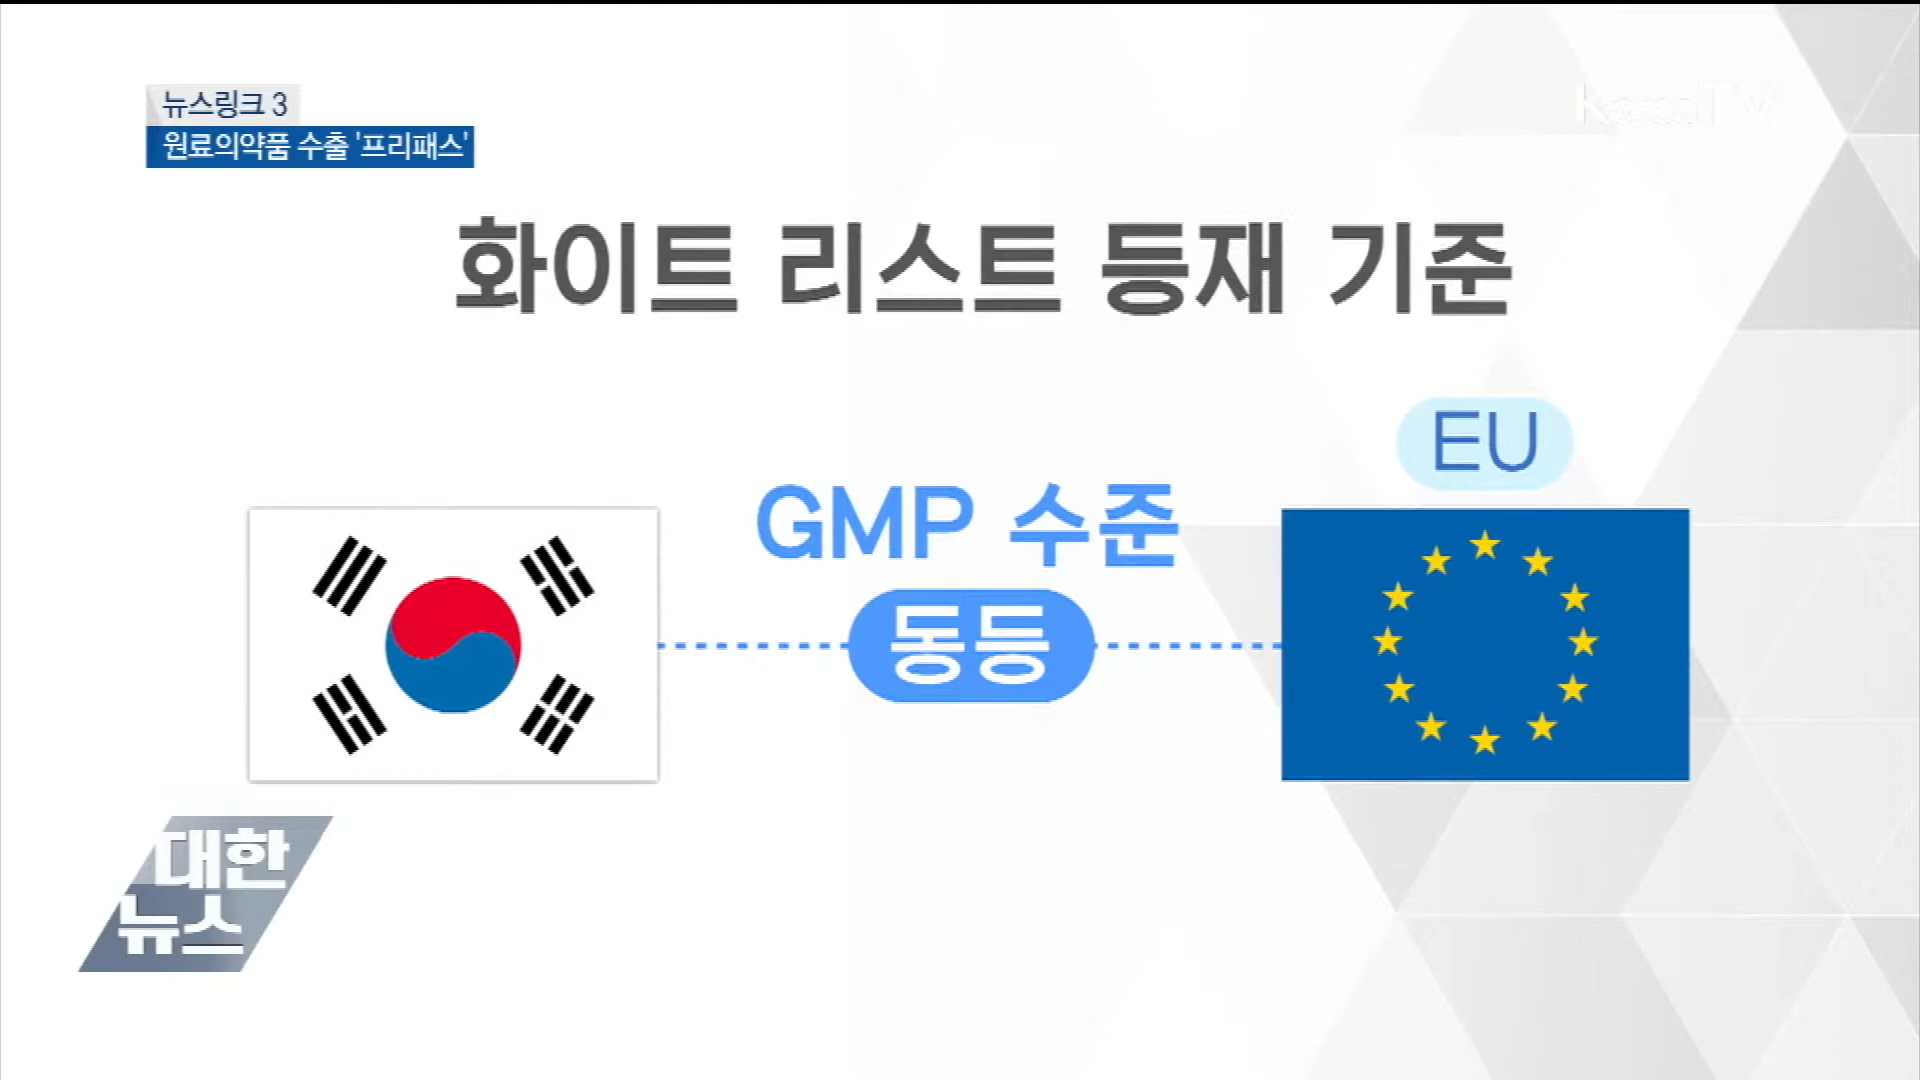 뉴스링크 3
원료의약품 수출 '프리패스'
KoreaTV
화이트 리스트 등재 기준
EU
GMP 수준
동등
대한
뉴스